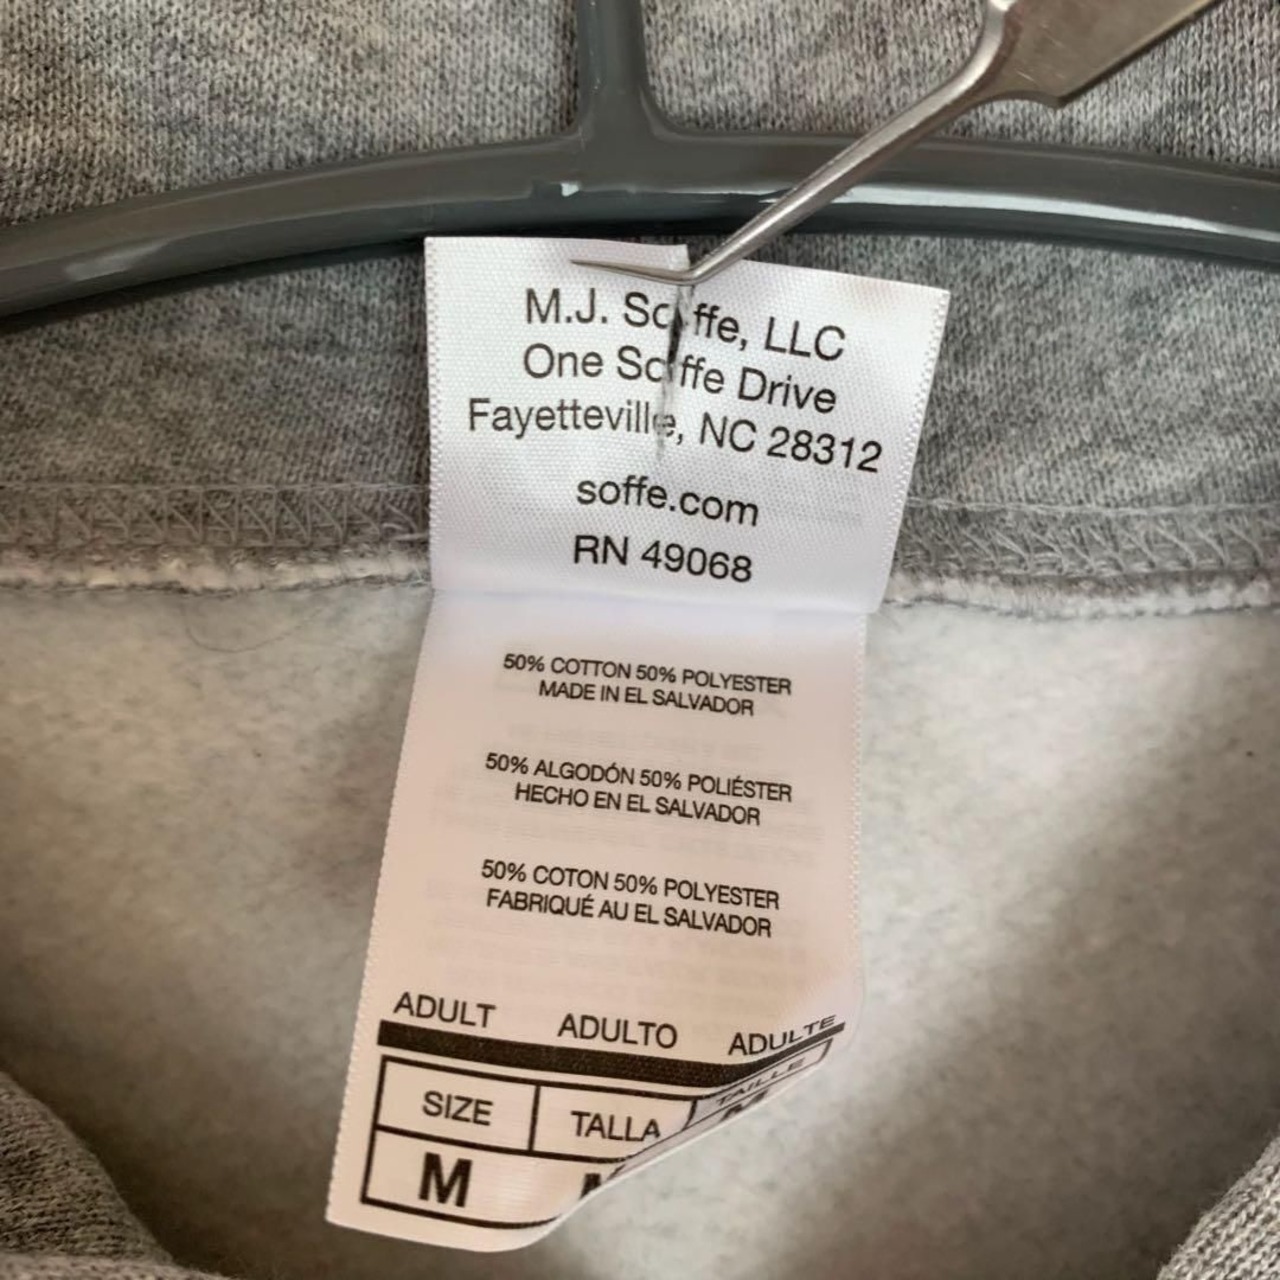 M.J. Soffe, LLC
One Soffe Drive
Fayetteville, NC 28312
soffe.com
RN 49068
50% COTTON 50% POLYESTER
MADE IN EL SALVADOR
50% ALGODÓN 50% POLIÉSTER
HECHO EN EL SALVADOR
50% COTON 50% POLYESTER
FABRIQUÉ AU EL SALVADOR
ADULT ADULTO ADULTE
SIZE TALLA TAILLE
M